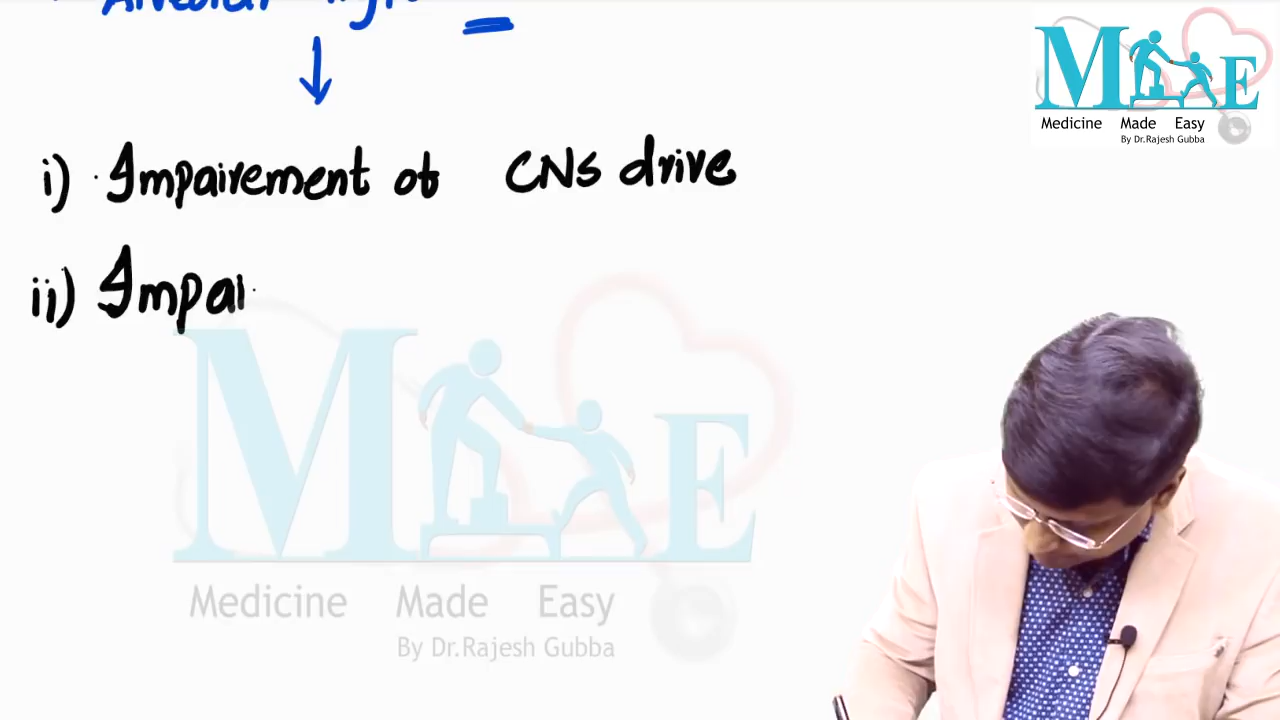 Alveolar
i) Impairement of CNS drive
ii) Impai
M E
Medicine Made Easy
By Dr.Rajesh Gubba
M E
Medicine Made Easy
By Dr.Rajesh Gubba